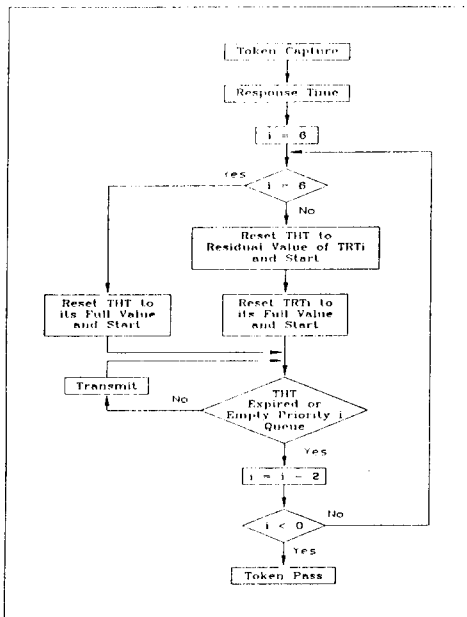 Token Capture
Response Time
i = 6
Yes
i = 6
No
Reset THT to
Residual Value of TRTi
and Start
Reset THT to
its Full Value
and Start
Reset TRTi to
its Full Value
and Start
Transmit
No
THT
Expired or
Empty Priority i
Queue
Yes
i = i - 2
No
i < 0
Yes
Token Pass